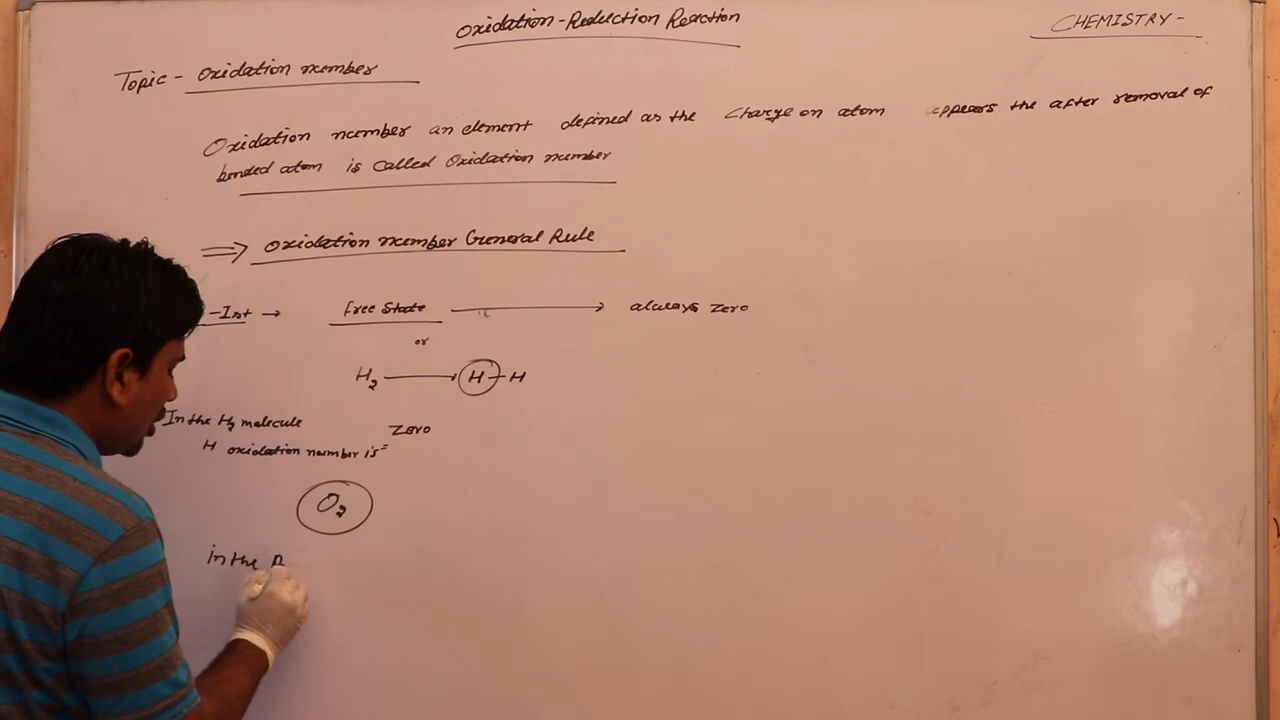 Oxidation-Reduction Reaction
CHEMISTRY-
Topic - Oxidation number
Oxidation number an element defined as the Charge on atom appears the after removal of
bonded atom is called Oxidation number
⇒ Oxidation number General Rule
-Int → Free State → always Zero
or
H2 → H-H
In the H2 molecule
Zero
H oxidation number is =
O2
in the